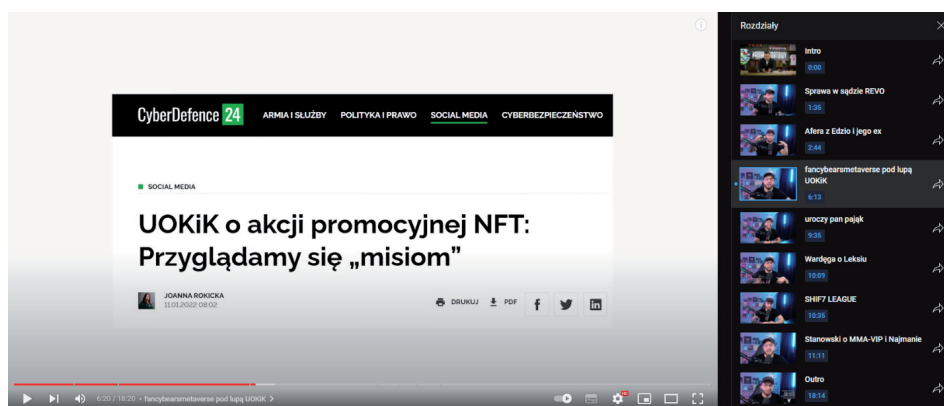 CyberDefence 24
ARMIA I SŁUŻBY POLITYKA I PRAWO SOCIAL MEDIA CYBERBEZPIECZEŃSTWO
SOCIAL MEDIA
UOKiK o akcji promocyjnej NFT:
Przyglądamy się „misiom”
JOANNA ROKICKA
11.01.2022 08:02
DRUKUJ PDF
6:20 / 18:20 • fancybearsmetaverse pod lupą UOKiK
Rozdziały
Intro
0:00
Sprawa w sądzie REVO
1:35
Afera z Edzio i jego ex
2:44
fancybearsmetaverse pod lupą
UOKiK
6:13
uroczy pan pająk
9:35
Wardęga o Leksiu
10:09
SHIF7 LEAGUE
10:35
Stanowski o MMA-VIP i Najmanie
11:11
Outro
18:14